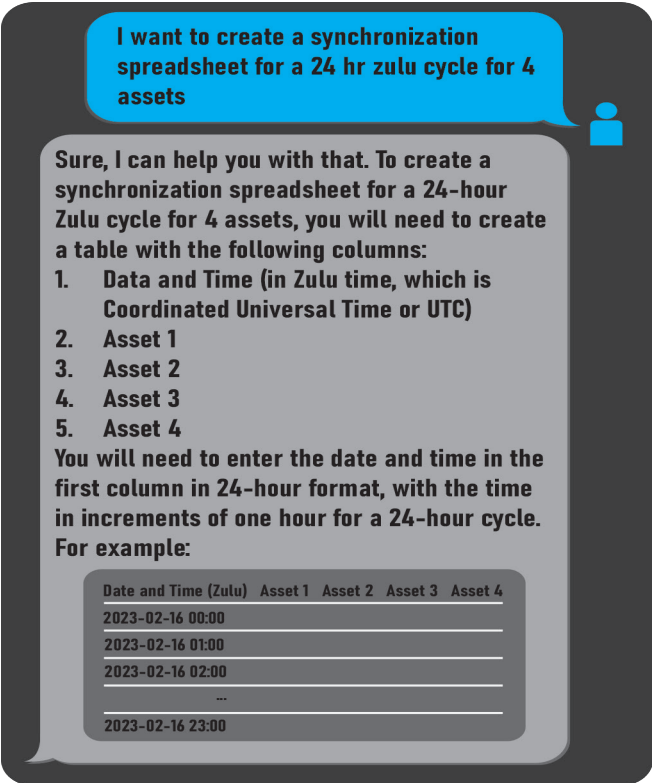 I want to create a synchronization
spreadsheet for a 24 hr zulu cycle for 4
assets
Sure, I can help you with that. To create a
synchronization spreadsheet for a 24-hour
Zulu cycle for 4 assets, you will need to create
a table with the following columns:
1. Data and Time (in Zulu time, which is
Coordinated Universal Time or UTC)
2. Asset 1
3. Asset 2
4. Asset 3
5. Asset 4
You will need to enter the date and time in the
first column in 24-hour format, with the time
in increments of one hour for a 24-hour cycle.
For example:
Date and Time (Zulu) Asset 1 Asset 2 Asset 3 Asset 4
2023-02-16 00:00
2023-02-16 01:00
2023-02-16 02:00
...
2023-02-16 23:00